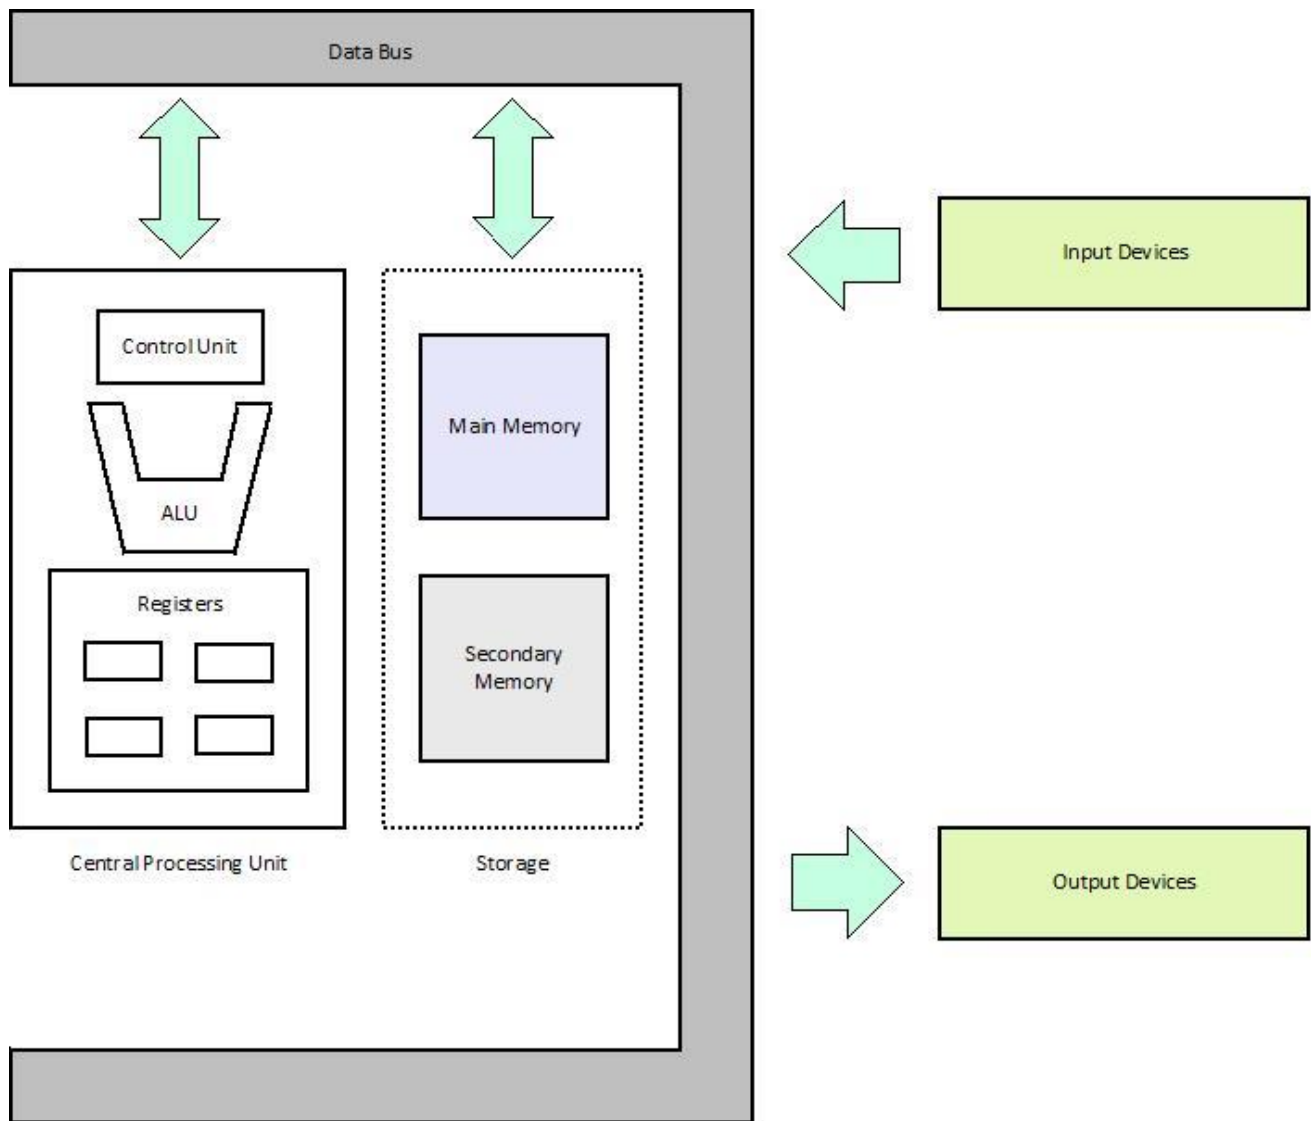 Data Bus
Input Devices
Control Unit
Main Memory
ALU
Registers
Secondary
Memory
Central Processing Unit
Storage
Output Devices